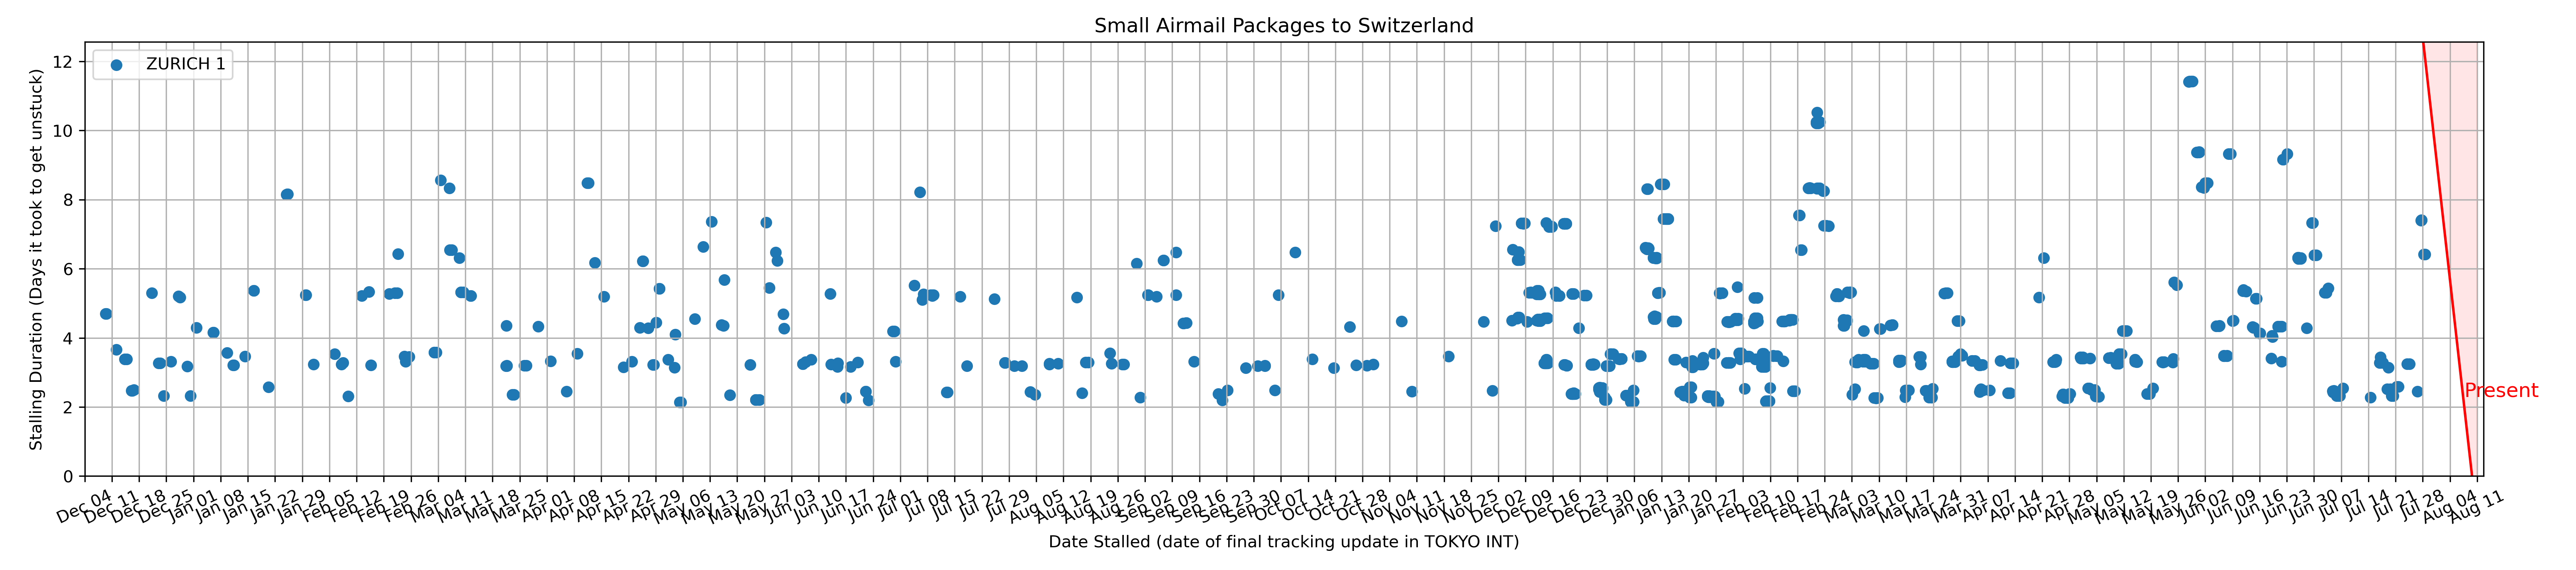 Small Airmail Packages to Switzerland
ZURICH 1
Stalling Duration (Days it took to get unstuck)
12
10
8
6
4
2
0
Present
Dec 04
Dec 11
Dec 18
Dec 25
Jan 01
Jan 08
Jan 15
Jan 22
Jan 29
Feb 05
Feb 12
Feb 19
Feb 26
Mar 04
Mar 11
Mar 18
Mar 25
Apr 01
Apr 08
Apr 15
Apr 22
Apr 29
May 06
May 13
May 20
May 27
Jun 03
Jun 10
Jun 17
Jun 24
Jul 01
Jul 08
Jul 15
Jul 22
Jul 29
Aug 05
Aug 12
Aug 19
Aug 26
Sep 02
Sep 09
Sep 16
Sep 23
Sep 30
Oct 07
Oct 14
Oct 21
Oct 28
Nov 04
Nov 11
Nov 18
Nov 25
Dec 02
Dec 09
Dec 16
Dec 23
Dec 30
Jan 06
Jan 13
Jan 20
Jan 27
Feb 03
Feb 10
Feb 17
Feb 24
Mar 03
Mar 10
Mar 17
Mar 24
Mar 31
Apr 07
Apr 14
Apr 21
Apr 28
May 05
May 12
May 19
May 26
Jun 02
Jun 09
Jun 16
Jun 23
Jun 30
Jul 07
Jul 14
Jul 21
Jul 28
Aug 04
Aug 11
Date Stalled (date of final tracking update in TOKYO INT)